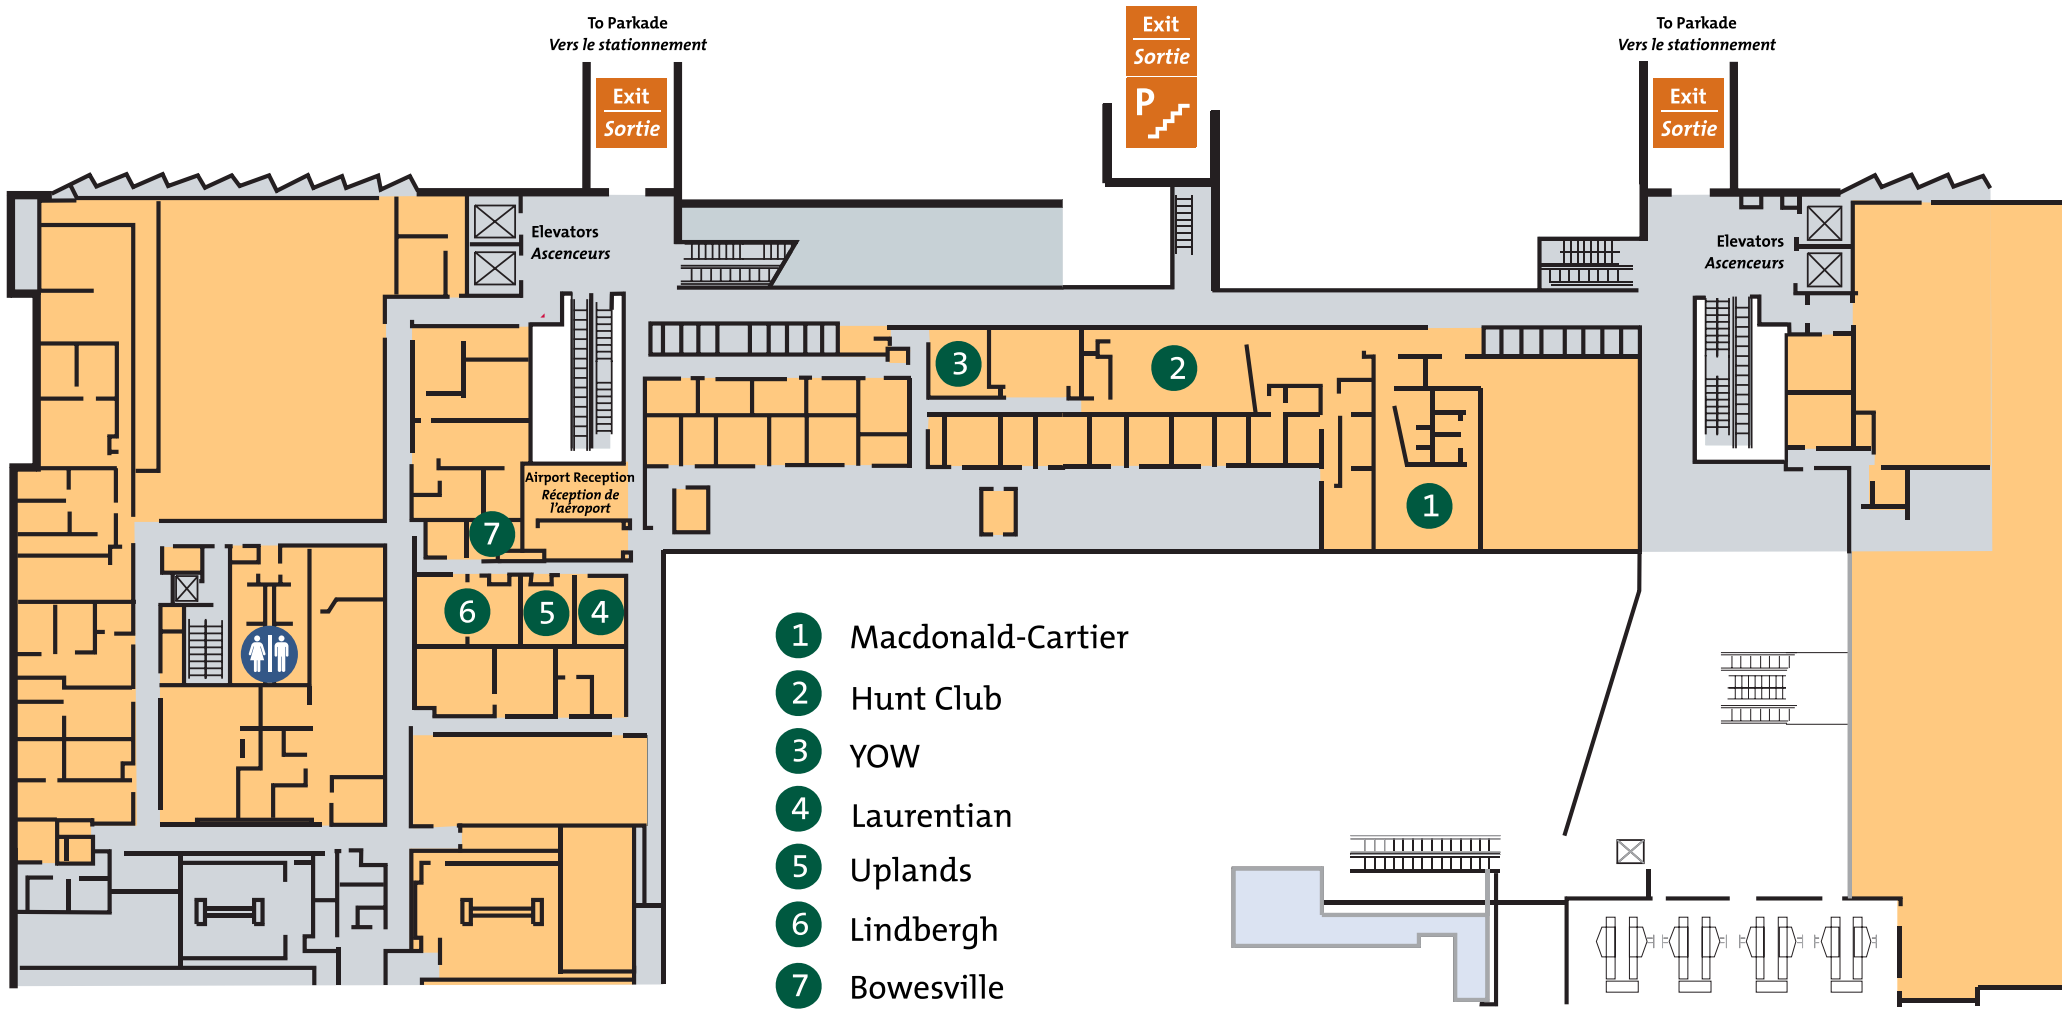 To Parkade
Vers le stationnement
Exit
Sortie
Exit
Sortie
P
To Parkade
Vers le stationnement
Exit
Sortie
Elevators
Ascenceurs
Elevators
Ascenceurs
3
2
1
Airport Reception
Réception de
l'aéroport
7
6
5
4
1 Macdonald-Cartier
2 Hunt Club
3 YOW
4 Laurentian
5 Uplands
6 Lindbergh
7 Bowesville